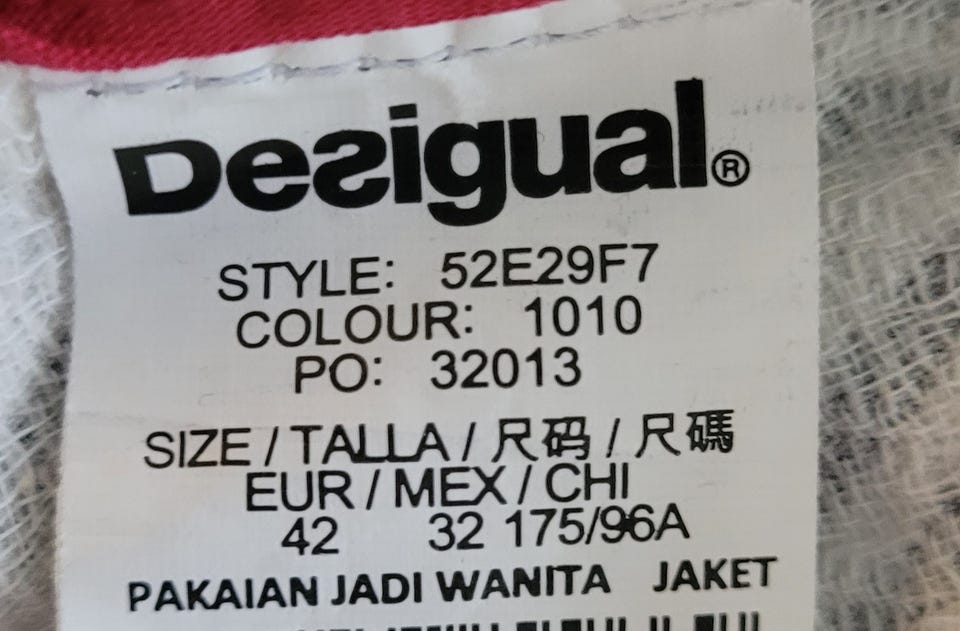 Desigual®
STYLE: 52E29F7
COLOUR: 1010
PO: 32013
SIZE / TALLA / 尺码 / 尺碼
EUR / MEX / CHI
42 32 175/96A
PAKAIAN JADI WANITA JAKET